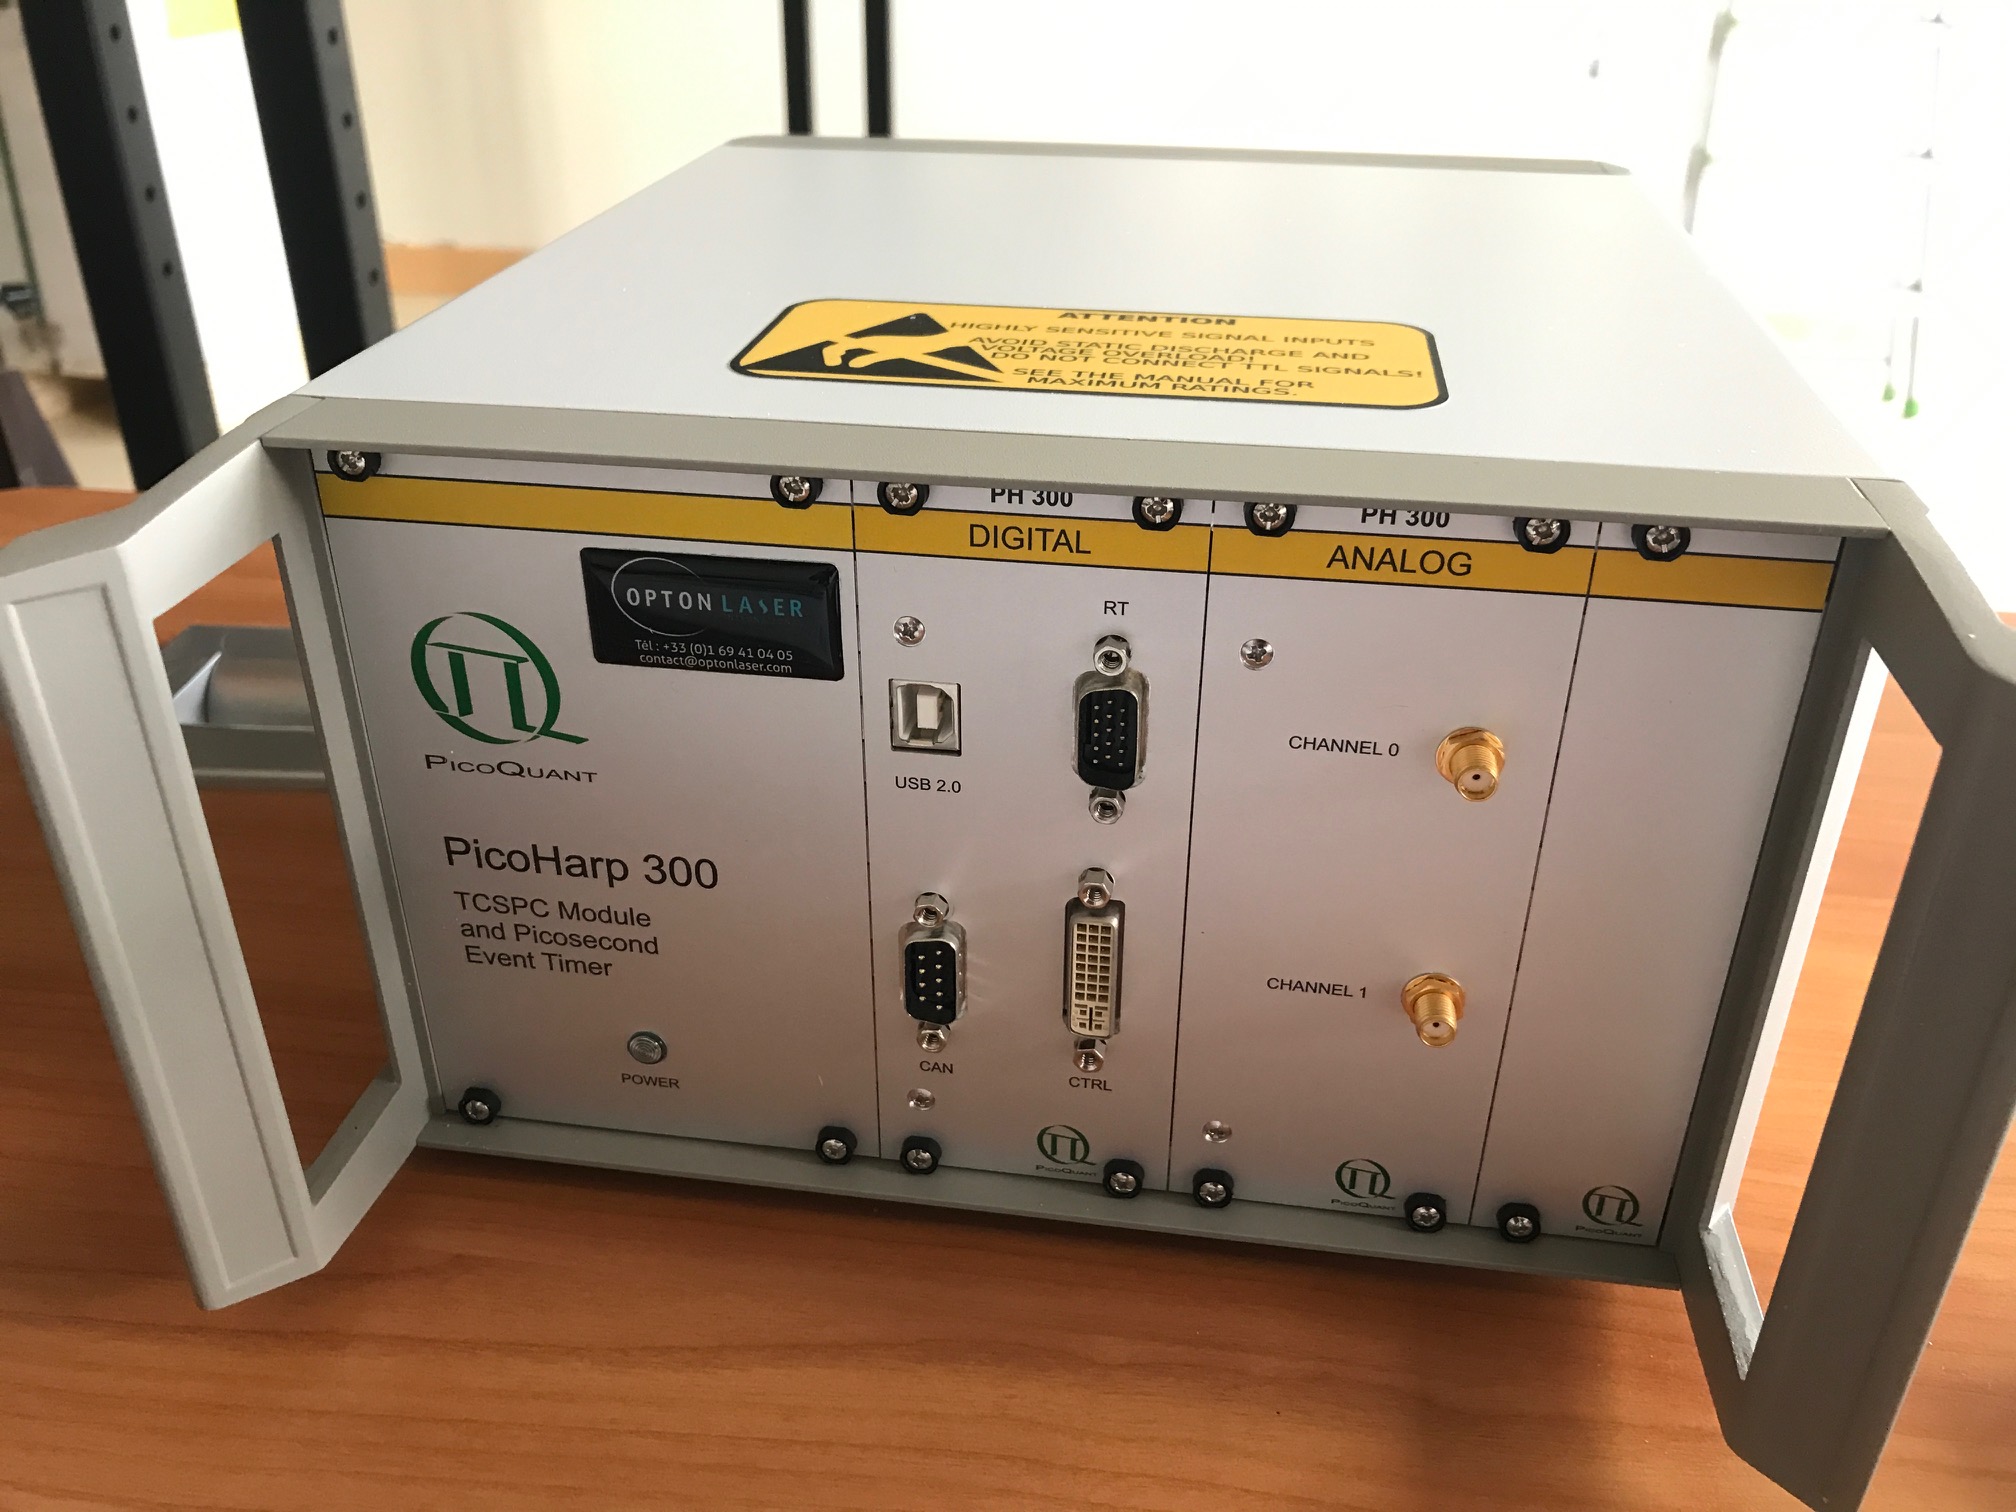 ATTENTION
HIGHLY SENSITIVE SIGNAL INPUTS
AVOID STATIC DISCHARGE AND
VOLTAGE OVERLOAD!
DO NOT CONNECT TTL SIGNALS!
SEE THE MANUAL FOR
MAXIMUM RATINGS.
PH 300
DIGITAL
PH 300
ANALOG
OPTON LASER
Tél : +33 (0)1 69 41 04 05
contact@optonlaser.com
PICOQUANT
PicoHarp 300
TCSPC Module
and Picosecond
Event Timer
POWER
RT
USB 2.0
CAN
CTRL
PICOQUANT
CHANNEL 0
CHANNEL 1
PICOQUANT
PICOQUANT